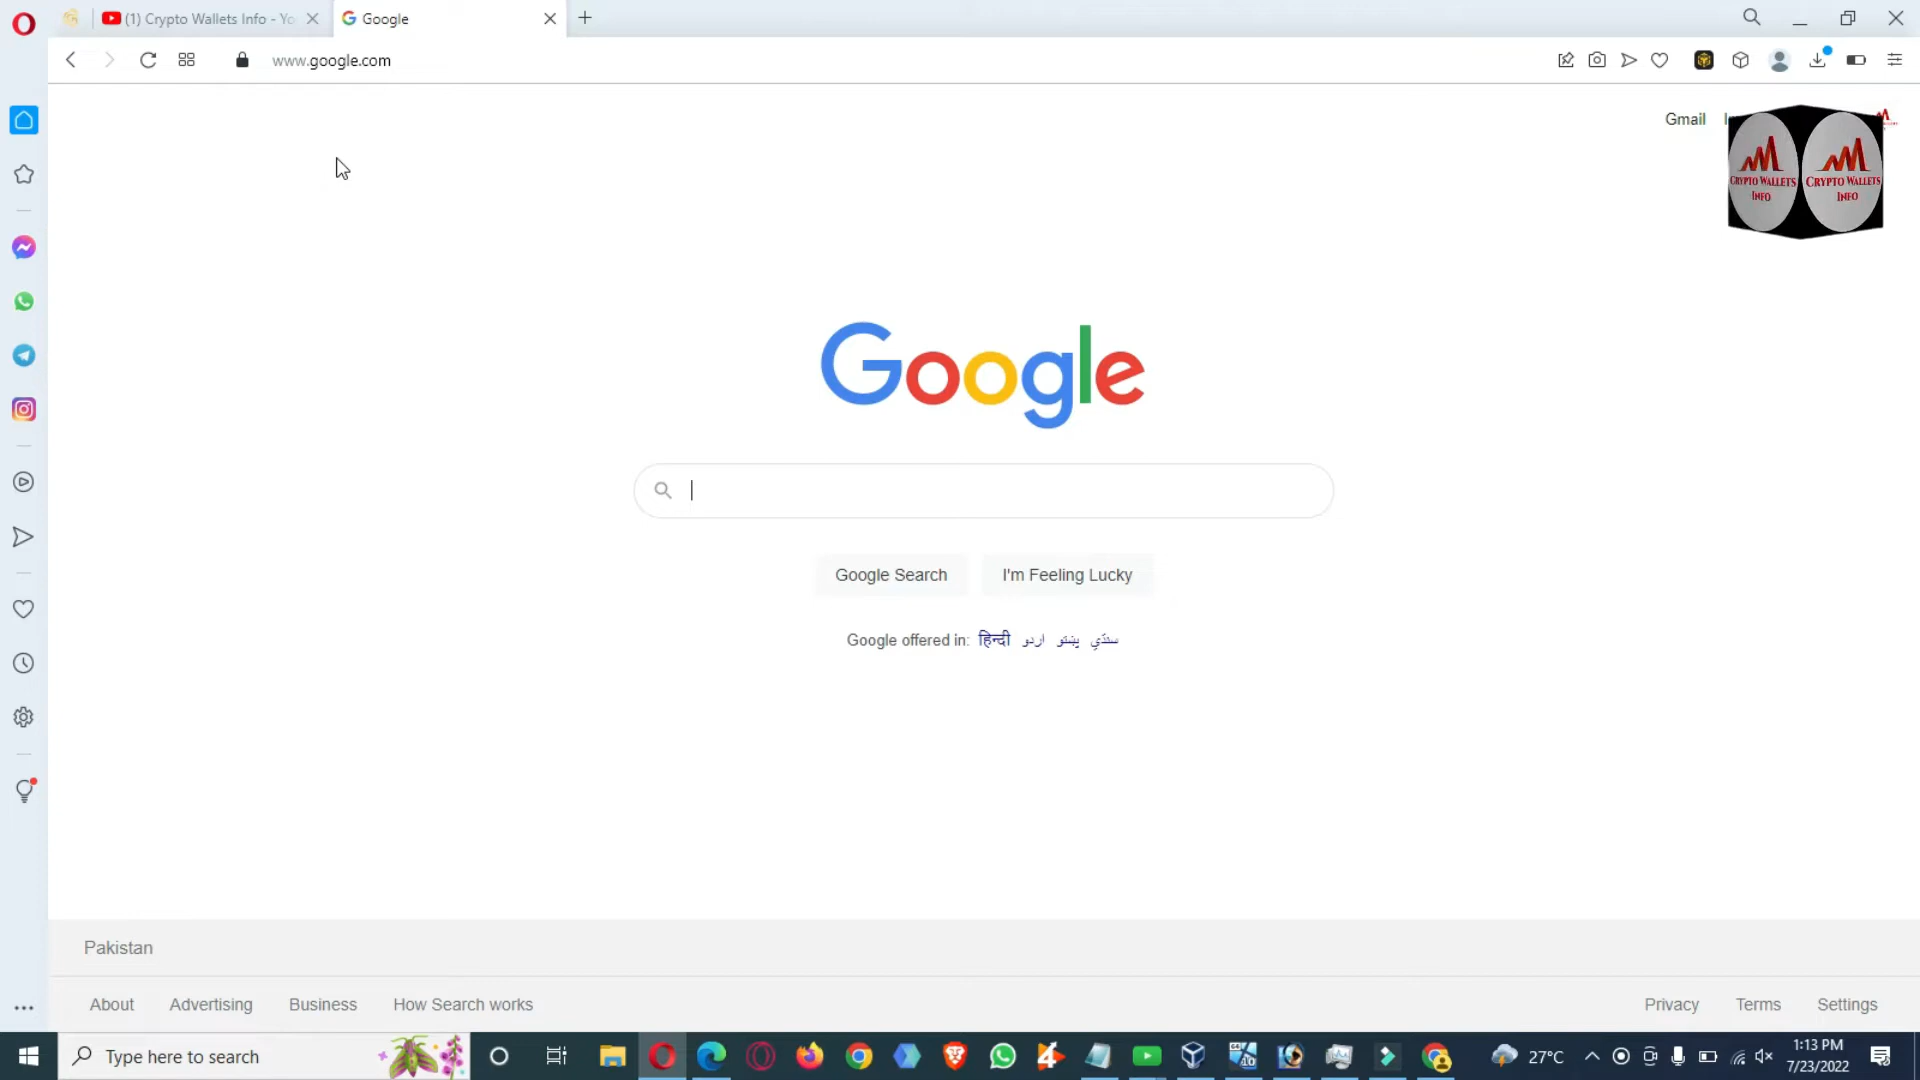 (1) Crypto Wallets Info - Yo
Google
www.google.com
Gmail
CRYPTO WALLETS
INFO
CRYPTO WALLETS
INFO
Google
Google Search
I'm Feeling Lucky
Google offered in: हिन्दी اردو پښتو سنڌي
Pakistan
About Advertising Business How Search works
Privacy Terms Settings
Type here to search
27°C
1:13 PM
7/23/2022